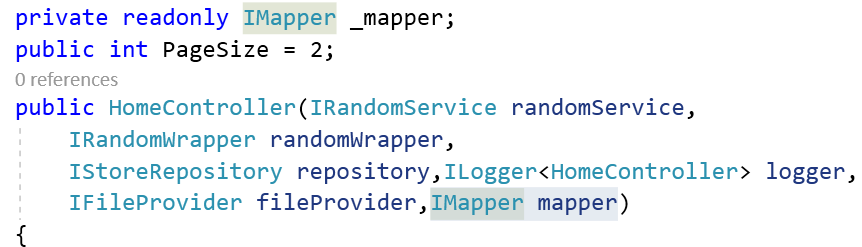 private readonly IMapper _mapper;
public int PageSize = 2;
0 references
public HomeController(IRandomService randomService,
IRandomWrapper randomWrapper,
IStoreRepository repository,ILogger<HomeController> logger,
IFileProvider fileProvider,IMapper mapper)
{